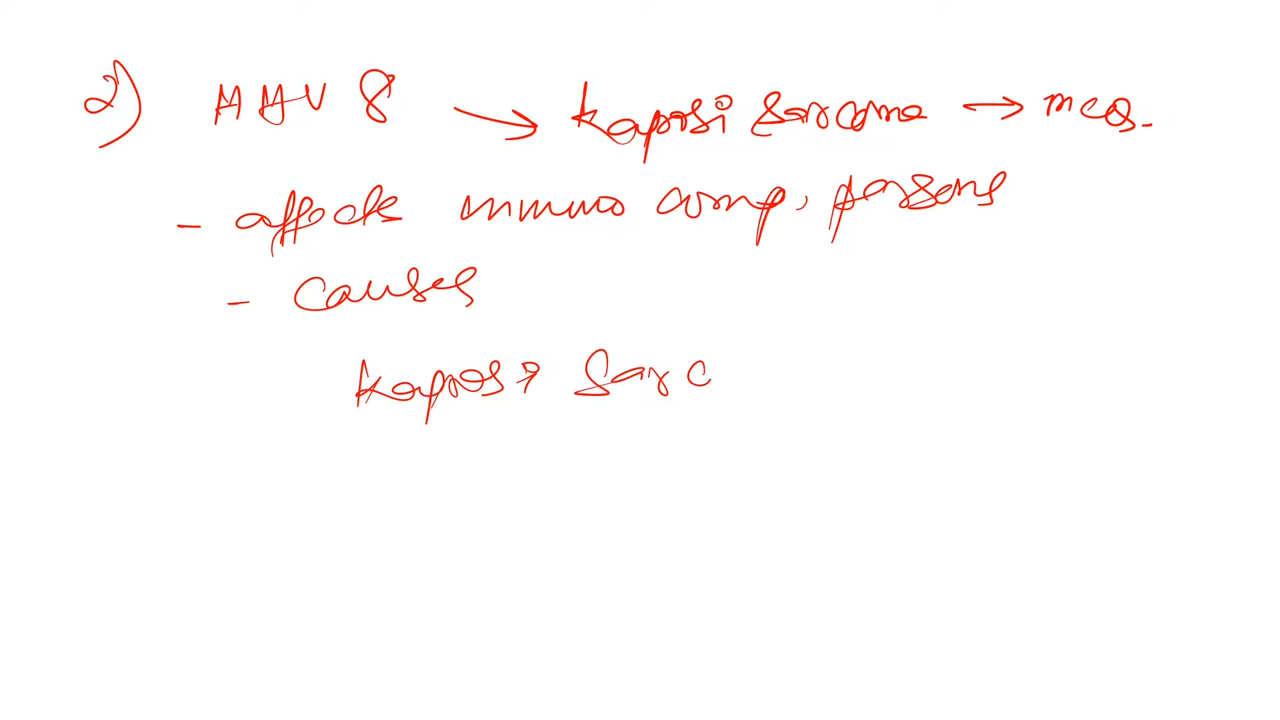 2) HHV 8 → Kaposi sarcoma → mcq.
- affects immuno comp. persons
- causes
Kaposi Sarc